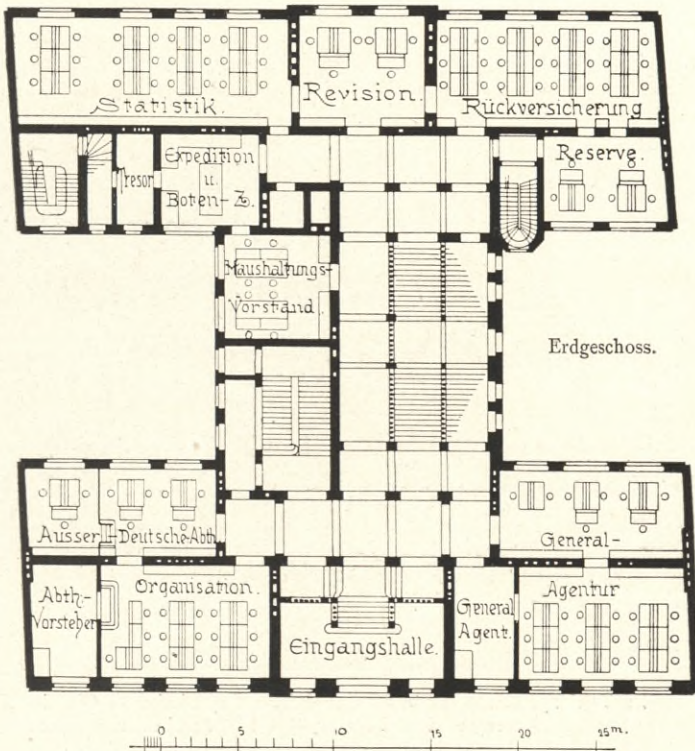 Statistik.
Revision.
Rückversicherung
Tresor
Expedition
u.
Boten-Z.
Reserve.
Haushaltungs-
Vorstand.
Erdgeschoss.
Ausser-Deutsche-Abth.
General-
Abth.-
Vorsteher
Organisation.
Eingangshalle.
General
Agent.
Agentur
0 5 10 15 20 25 m.